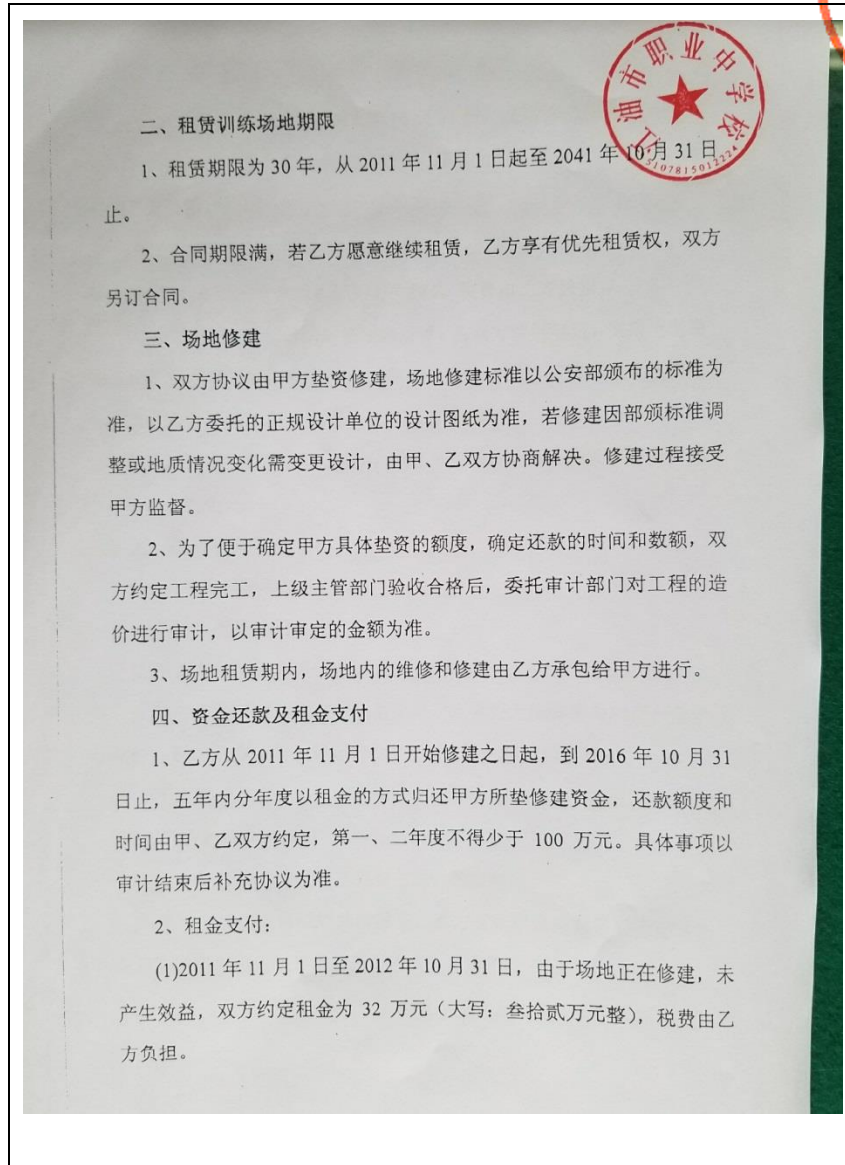 江油市职业中学校
5107815012224
二、租赁训练场地期限
1、租赁期限为 30 年，从 2011 年 11 月 1 日起至 2041 年 10 月 31 日
止。
2、合同期限满，若乙方愿意继续租赁，乙方享有优先租赁权，双方
另订合同。
三、场地修建
1、双方协议由甲方垫资修建，场地修建标准以公安部颁布的标准为
准，以乙方委托的正规设计单位的设计图纸为准，若修建因部颁标准调
整或地质情况变化需变更设计，由甲、乙双方协商解决。修建过程接受
甲方监督。
2、为了便于确定甲方具体垫资的额度，确定还款的时间和数额，双
方约定工程完工，上级主管部门验收合格后，委托审计部门对工程的造
价进行审计，以审计审定的金额为准。
3、场地租赁期内，场地内的维修和修建由乙方承包给甲方进行。
四、资金还款及租金支付
1、乙方从 2011 年 11 月 1 日开始修建之日起，到 2016 年 10 月 31
日止，五年内分年度以租金的方式归还甲方所垫修建资金，还款额度和
时间由甲、乙双方约定，第一、二年度不得少于 100 万元。具体事项以
审计结束后补充协议为准。
2、租金支付：
(1)2011 年 11 月 1 日至 2012 年 10 月 31 日，由于场地正在修建，未
产生效益，双方约定租金为 32 万元（大写：叁拾贰万元整），税费由乙
方负担。